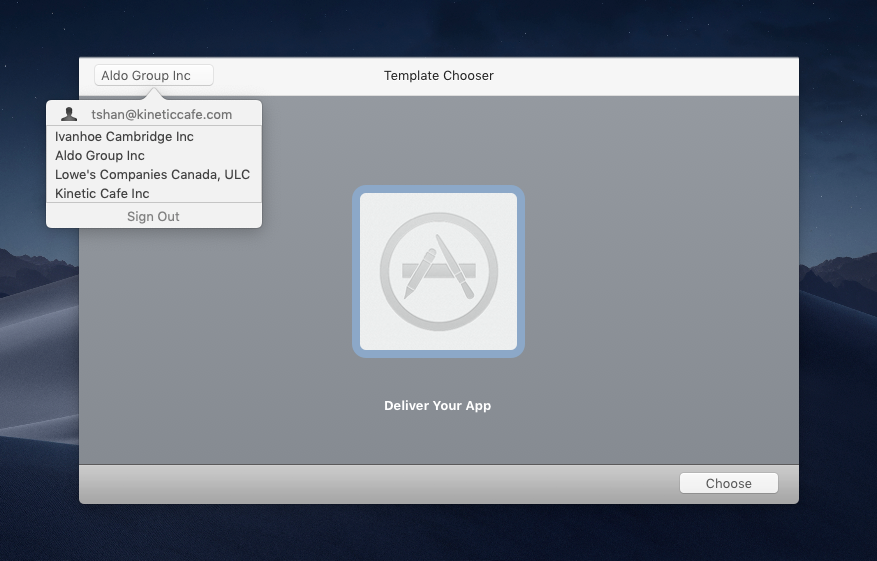 Aldo Group Inc
Template Chooser
tshan@kineticcafe.com
Ivanhoe Cambridge Inc
Aldo Group Inc
Lowe's Companies Canada, ULC
Kinetic Cafe Inc
Sign Out
Deliver Your App
Choose